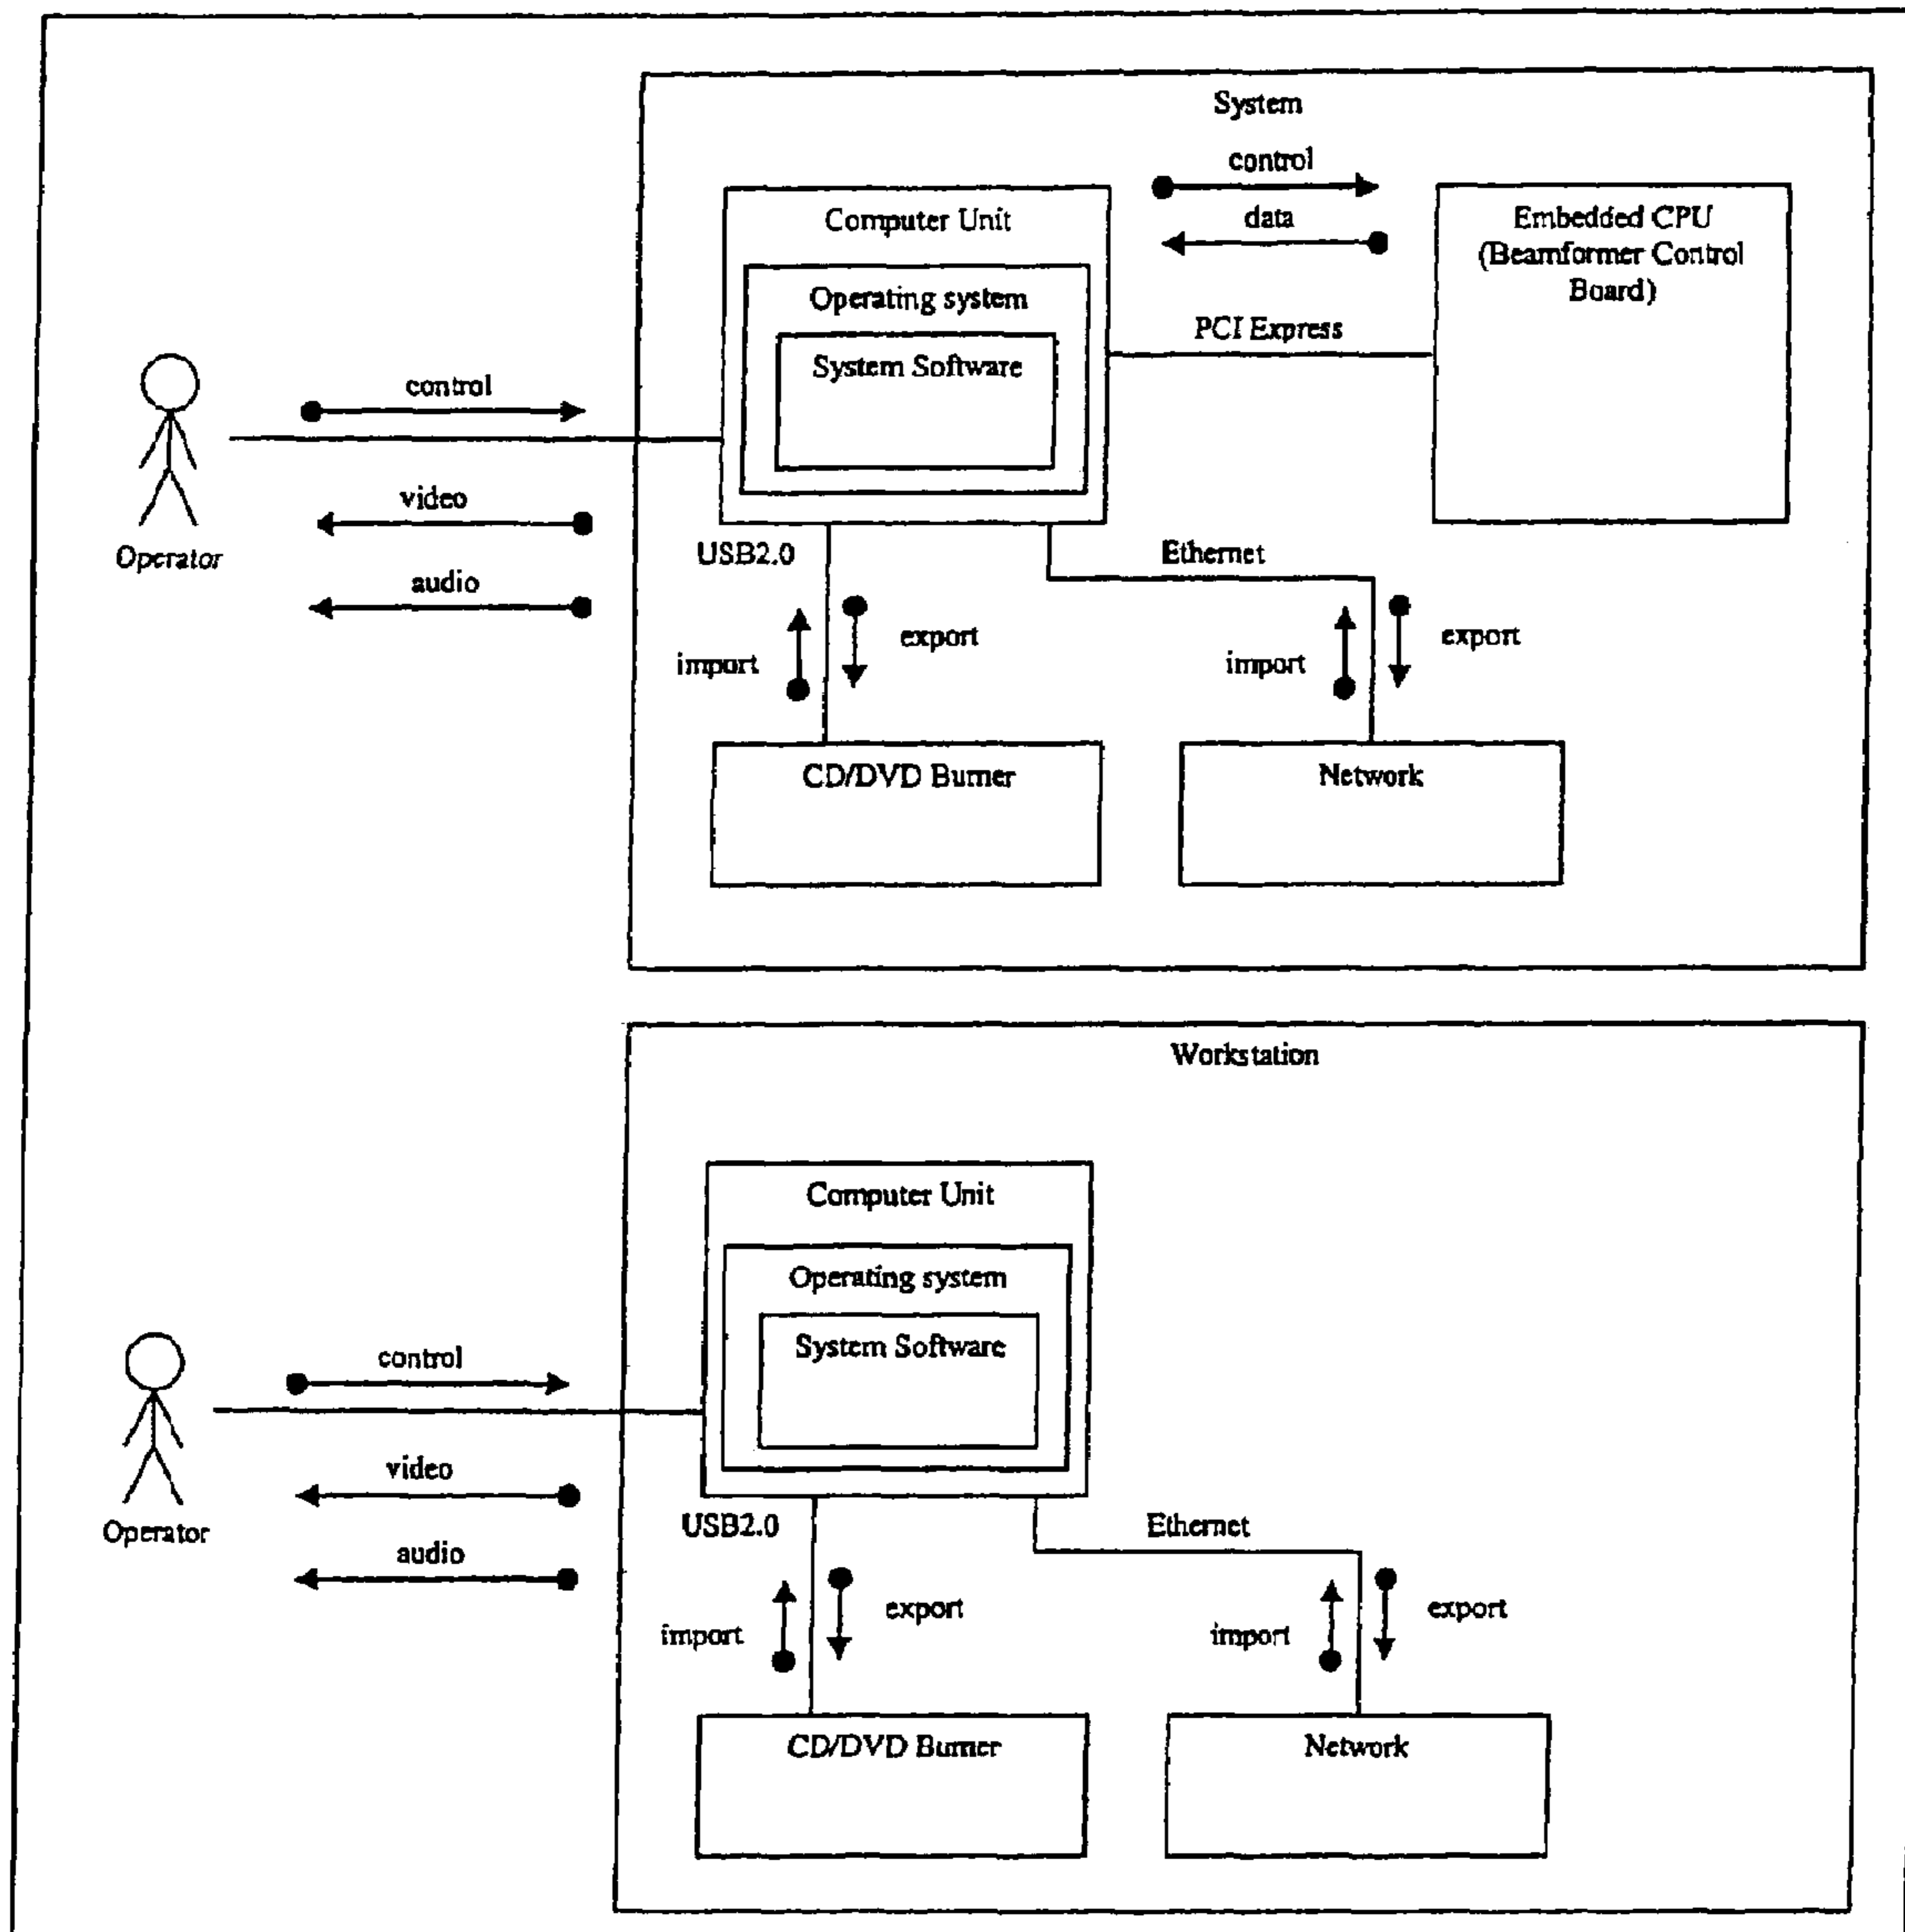 System
control
Computer Unit
data
Embedded CPU
(Beamformer Control
Board)
Operating system
PCI Express
System Software
control
video
Operator
USB2.0
Ethernet
audio
import
export
import
export
CD/DVD Burner
Network
Workstation
Computer Unit
Operating system
System Software
control
video
Operator
USB2.0
Ethernet
audio
import
export
import
export
CD/DVD Burner
Network